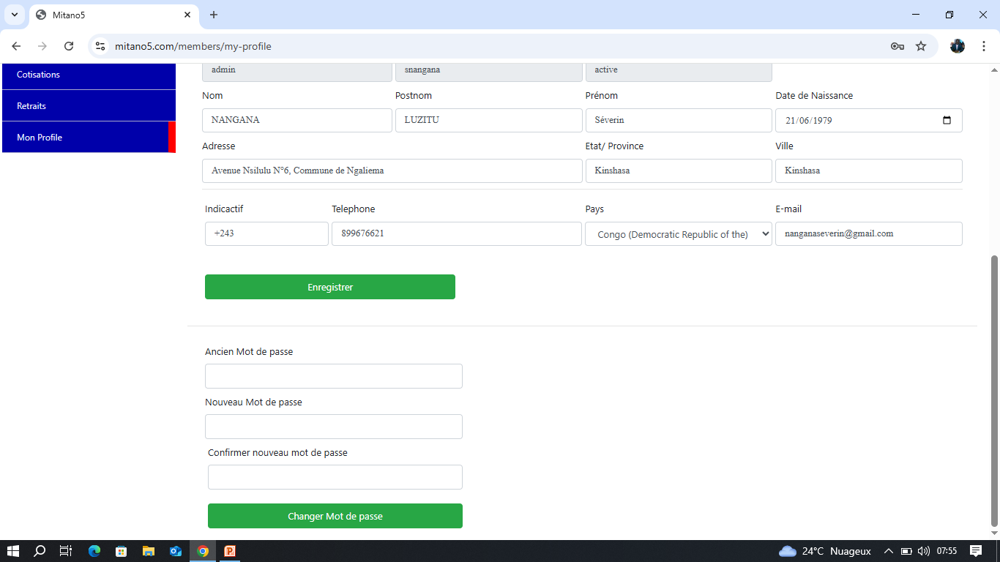 Mitano5
mitano5.com/members/my-profile
Cotisations
Retraits
Mon Profile
admin snangana active
Nom Postnom Prénom Date de Naissance
NANGANA LUZITU Séverin 21/06/1979
Adresse Etat/ Province Ville
Avenue Nsilulu N°6, Commune de Ngaliema Kinshasa Kinshasa
Indicactif Telephone Pays E-mail
+243 899676621 Congo (Democratic Republic of the) nanganaseverin@gmail.com
Enregistrer
Ancien Mot de passe
Nouveau Mot de passe
Confirmer nouveau mot de passe
Changer Mot de passe
24°C Nuageux 07:55